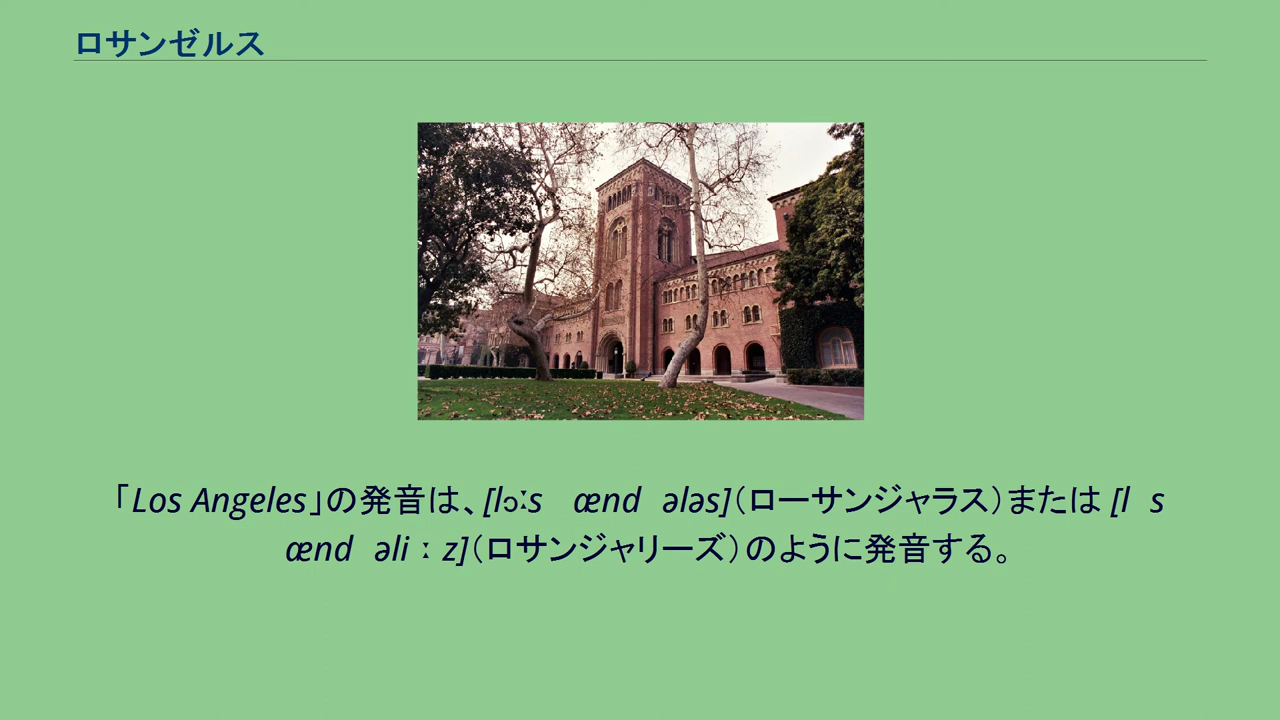 ロサンゼルス
「Los Angeles」の発音は、[lɔːs ænd ələs](ローサンジャラス)または [l s
ænd əli ː z](ロサンジャリーズ)のように発音する。